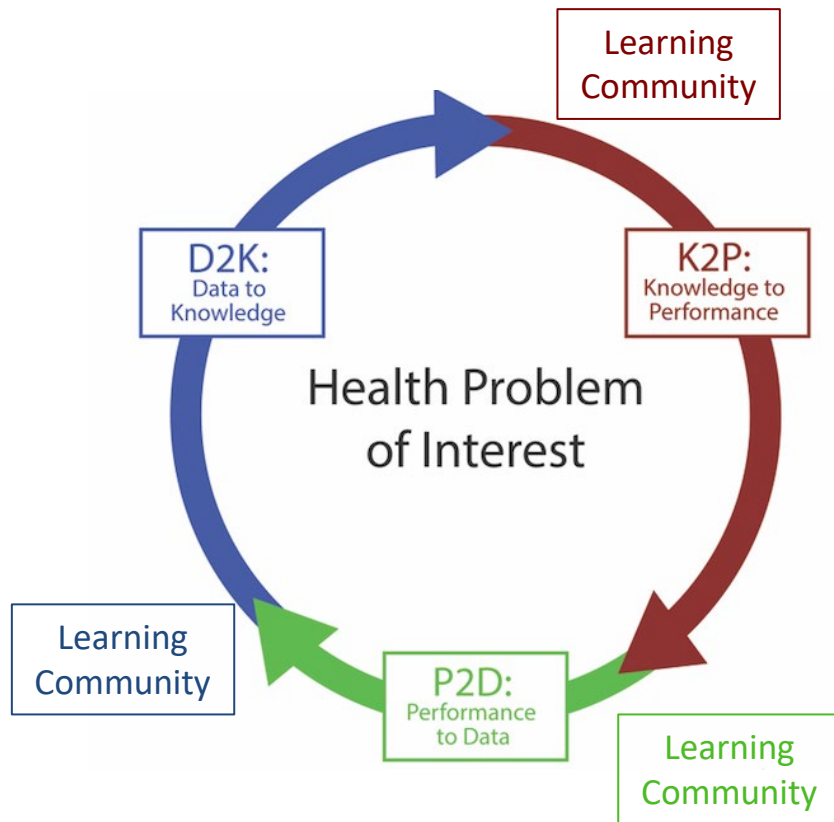 Learning
Community
D2K:
Data to
Knowledge
K2P:
Knowledge to
Performance
Health Problem
of Interest
Learning
Community
P2D:
Performance
to Data
Learning
Community